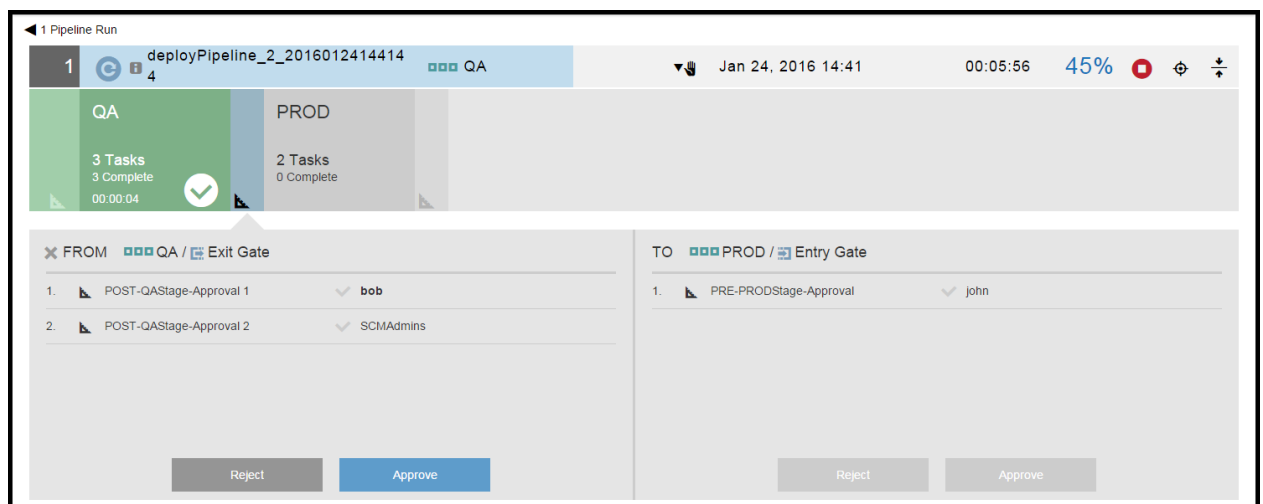 1 Pipeline Run
1 deployPipeline_2_2016012414414
4 QA Jan 24, 2016 14:41 00:05:56 45%
QA PROD
3 Tasks 2 Tasks
3 Complete 0 Complete
00:00:04
FROM QA / Exit Gate
1. POST-QAStage-Approval 1 bob
2. POST-QAStage-Approval 2 SCMAdmins
Reject Approve
TO PROD / Entry Gate
1. PRE-PRODStage-Approval john
Reject Approve